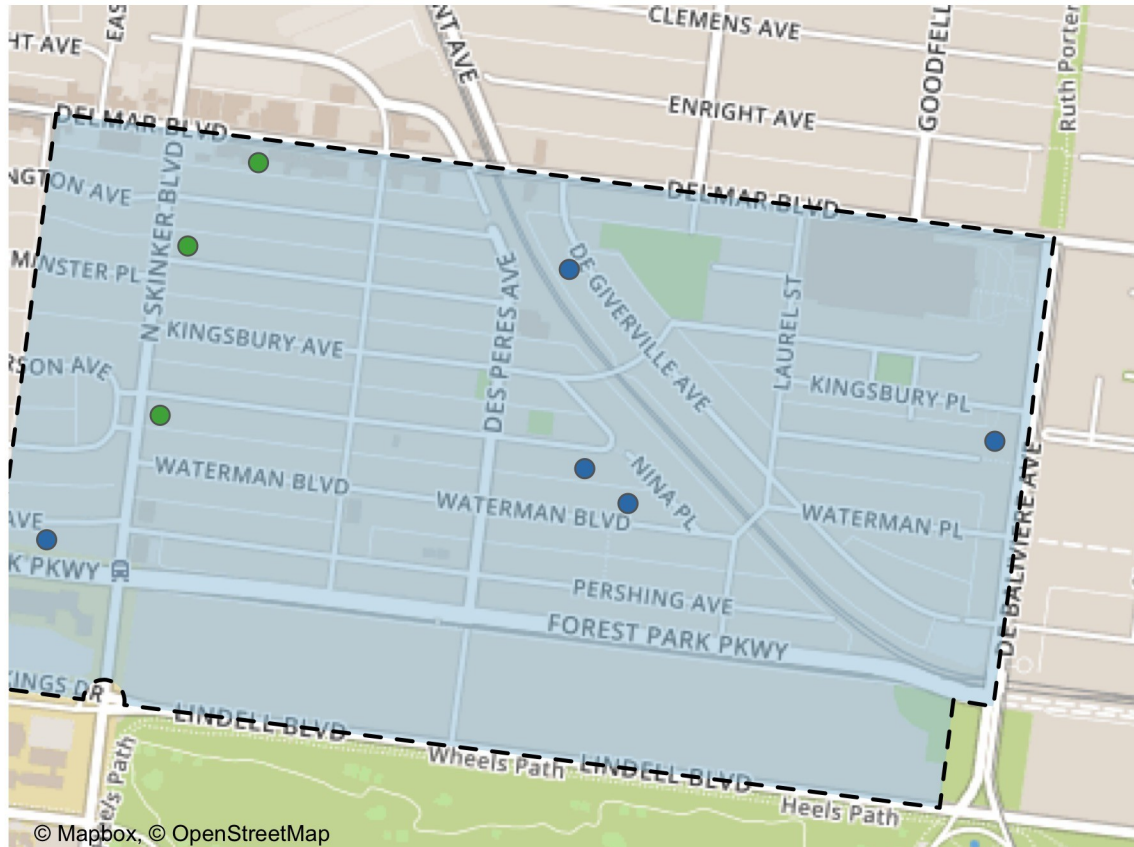 CLEMENS AVE
EAS
NT AVE
HT AVE
GOODFELL
Ruth Porter
ENRIGHT AVE
DELMAR BLVD
NGTON AVE
DELMAR BLVD
N SKINKER BLVD
MINSTER PL
DE GIVERVILLE AVE
DES PERES AVE
LAUREL ST
KINGSBURY AVE
RSON AVE
KINGSBURY PL
WATERMAN BLVD
WATERMAN BLVD
NINA PL
WATERMAN PL
AVE
K PKWY
DE BALIVIERE AVE
PERSHING AVE
FOREST PARK PKWY
KINGS DR
LINDELL BLVD
Wheels Path
LINDELL BLVD
els Path
Heels Path
© Mapbox, © OpenStreetMap